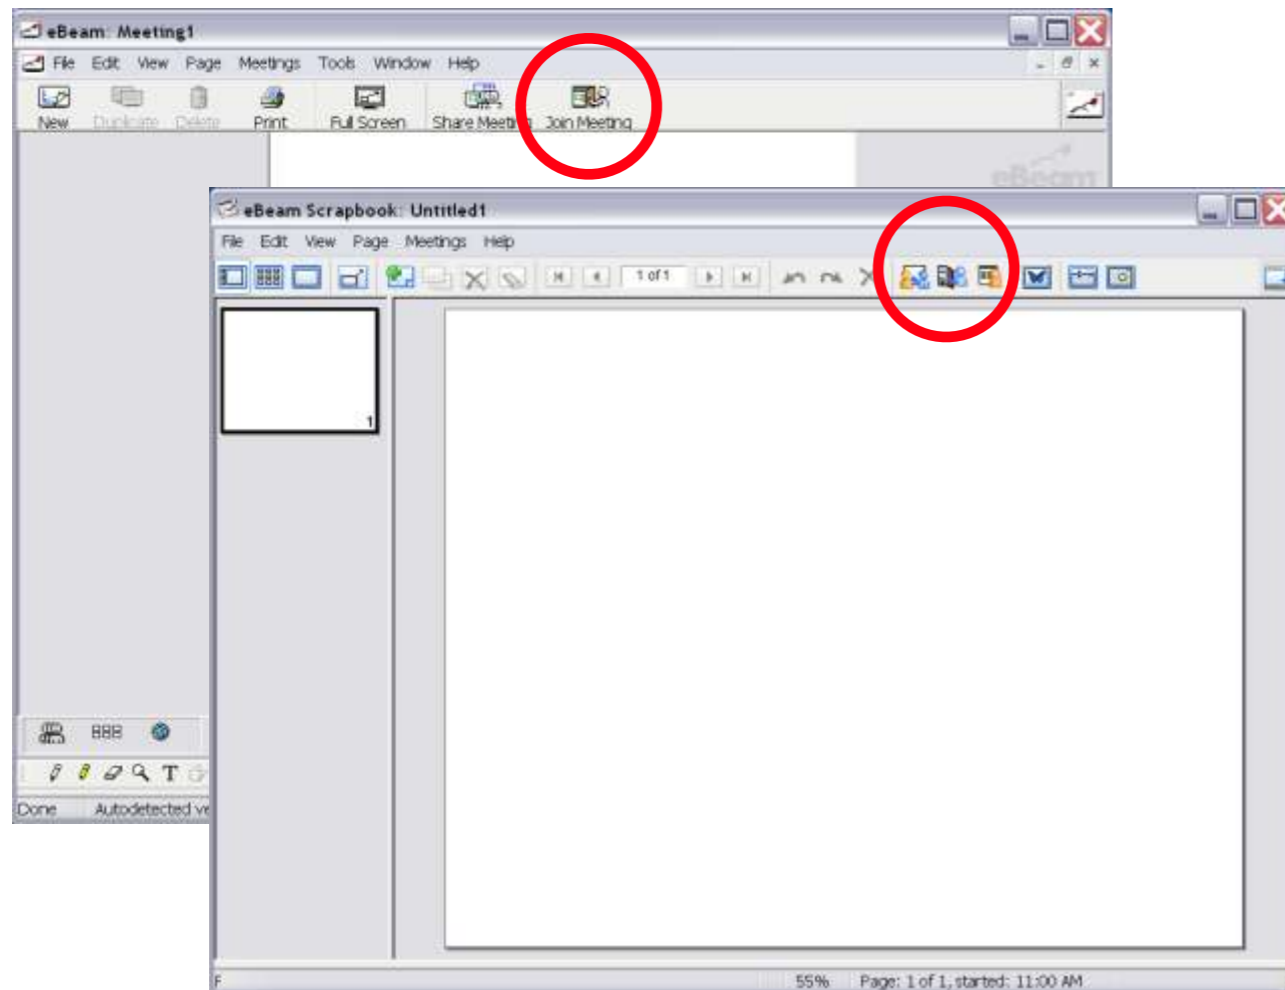 eBeam: Meeting1
File Edit View Page Meetings Tools Window Help
New Duplicate Delete Print Full Screen Share Meeting Join Meeting
eBeam
eBeam Scrapbook: Untitled1
File Edit View Page Meetings Help
1 of 1
1
T
Done Autodetected
55% Page: 1 of 1, started: 11:00 AM